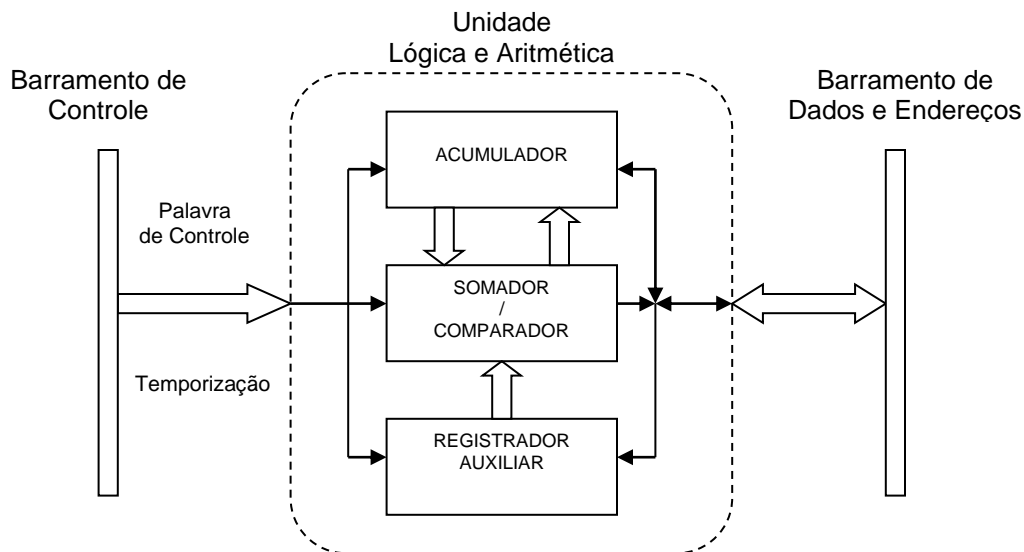 Unidade
Lógica e Aritmética
Barramento de
Controle
Barramento de
Dados e Endereços
ACUMULADOR
Palavra
de Controle
SOMADOR
/
COMPARADOR
Temporização
REGISTRADOR
AUXILIAR